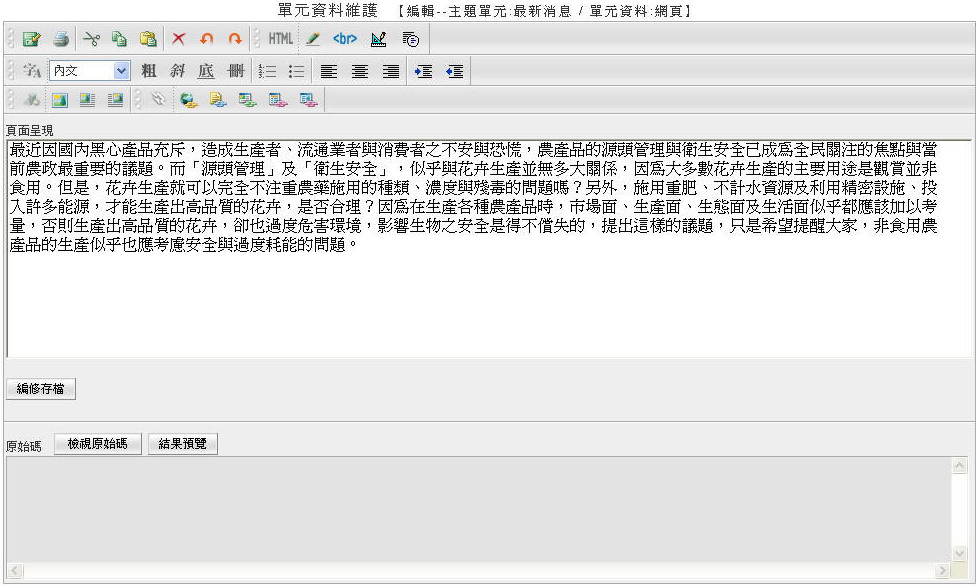 單元資料維護 【編輯--主題單元:最新消息 / 單元資料:網頁】
HTML <br>
字A 內文 粗 斜 底 冊
頁面呈現
最近因國內黑心產品充斥，造成生產者、流通業者與消費者之不安與恐慌，農產品的源頭管理與衛生安全已成為全民關注的焦點與當
前農政最重要的議題。而「源頭管理」及「衛生安全」，似乎與花卉生產並無多大關係，因為大多數花卉生產的主要用途是觀賞並非
食用。但是，花卉生產就可以完全不注重農藥施用的種類、濃度與殘毒的問題嗎？另外，施用重肥、不計水資源及利用精密設施、投
入許多能源，才能生產出高品質的花卉，是否合理？因為在生產各種農產品時，市場面、生產面、生態面及生活面似乎都應該加以考
量，否則生產出高品質的花卉，卻也過度危害環境，影響生物之安全是得不償失的，提出這樣的議題，只是希望提醒大家，非食用農
產品的生產似乎也應考慮安全與過度耗能的問題。
編修存檔
原始碼 檢視原始碼 結果預覽